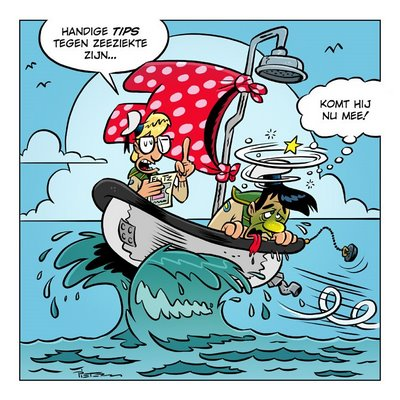 HANDIGE TIPS
TEGEN ZEEZIEKTE
ZIJN...
KOMT HIJ
NU MEE!